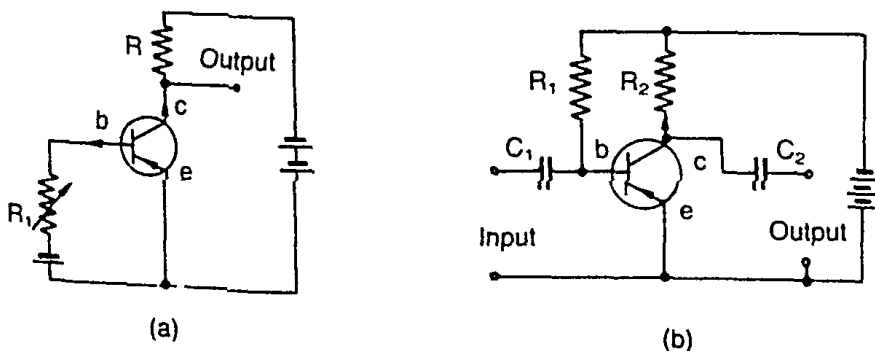 R
Output
c
b
e
R₁
(a)
R₁
R₂
C₁
b
c
C₂
e
Input
Output
(b)